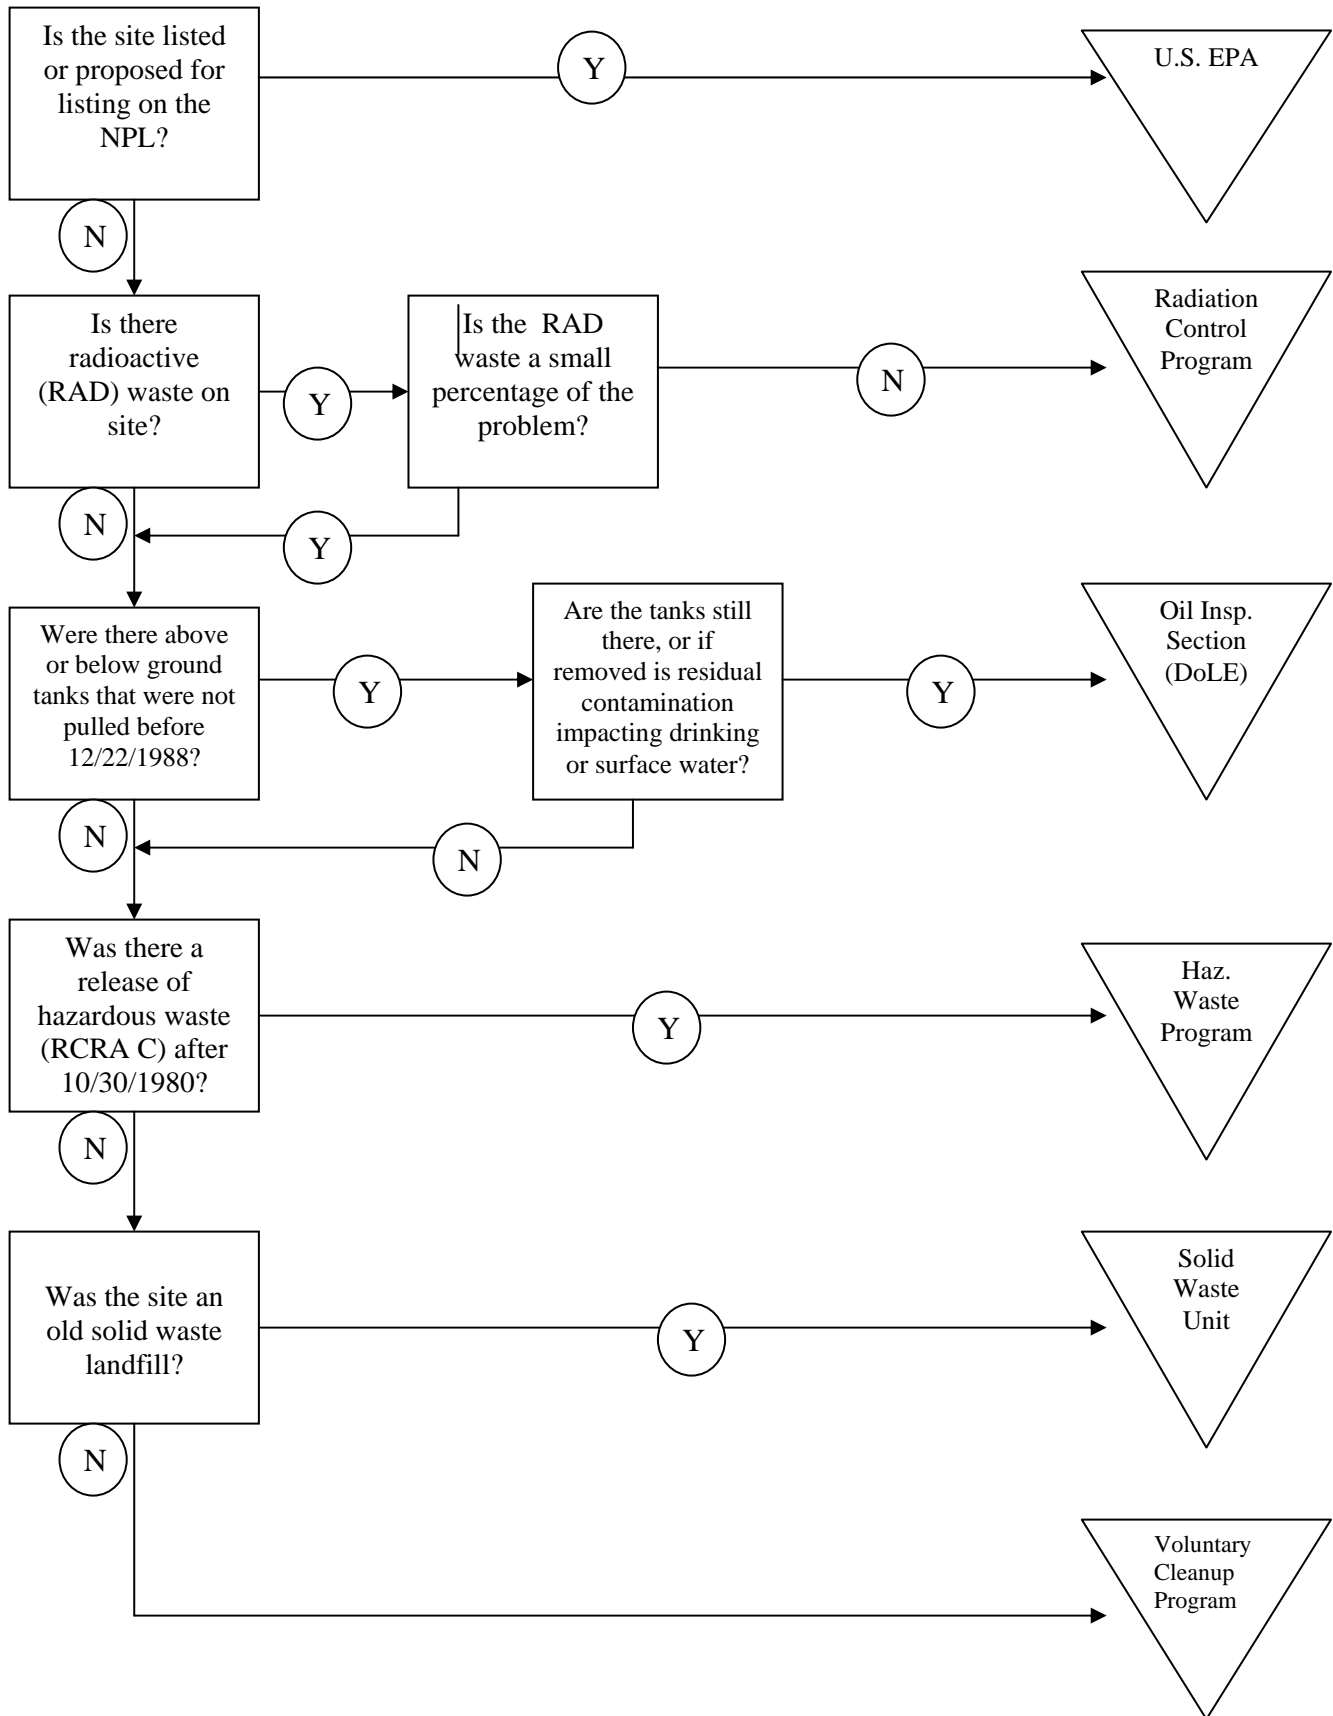 Is the site listed
or proposed for
listing on the
NPL?
Y
U.S. EPA
N
Is there
radioactive
(RAD) waste on
site?
Y
Is the RAD
waste a small
percentage of the
problem?
N
Radiation
Control
Program
N
Y
Were there above
or below ground
tanks that were not
pulled before
12/22/1988?
Y
Are the tanks still
there, or if
removed is residual
contamination
impacting drinking
or surface water?
Y
Oil Insp.
Section
(DoLE)
N
N
Was there a
release of
hazardous waste
(RCRA C) after
10/30/1980?
Y
Haz.
Waste
Program
N
Was the site an
old solid waste
landfill?
Y
Solid
Waste
Unit
N
Voluntary
Cleanup
Program